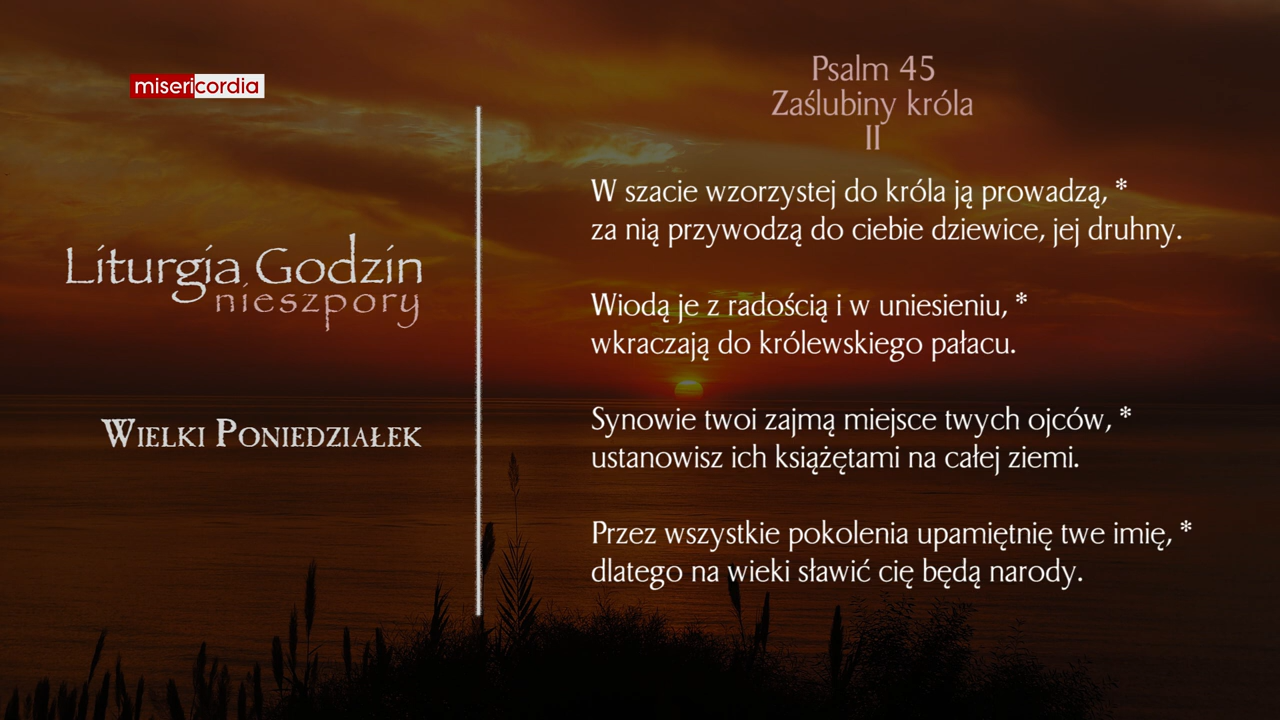 misericordia
Liturgia Godzin
nieszpory
Wielki Poniedziałek
Psalm 45
Zaślubiny króla
II
W szacie wzorzystej do króla ją prowadzą, *
za nią przywodzą do ciebie dziewice, jej druhny.
Wiodą je z radością i w uniesieniu, *
wkraczają do królewskiego pałacu.
Synowie twoi zajmą miejsce twych ojców, *
ustanowisz ich książętami na całej ziemi.
Przez wszystkie pokolenia upamiętnię twe imię, *
dlatego na wieki sławić cię będą narody.